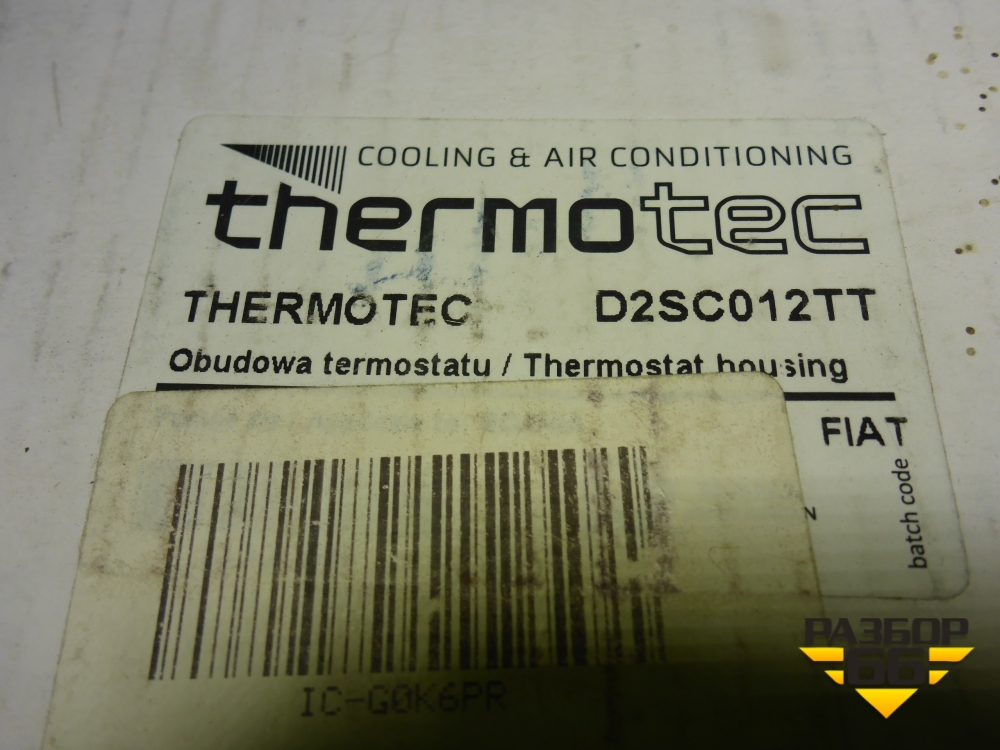 COOLING & AIR CONDITIONING
thermotec
THERMOTEC D2SC012TT
Obudowa termostatu / Thermostat housing
FIAT
batch code
IC-G0K6PR
РАЗБОР
66